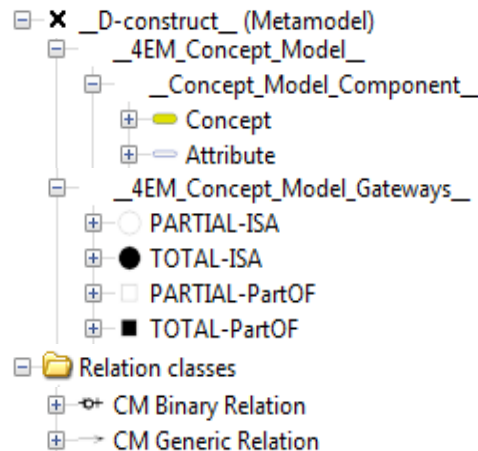 __D-construct__ (Metamodel)
__4EM_Concept_Model__
__Concept_Model_Component__
Concept
Attribute
__4EM_Concept_Model_Gateways__
PARTIAL-ISA
TOTAL-ISA
PARTIAL-PartOF
TOTAL-PartOF
Relation classes
CM Binary Relation
CM Generic Relation